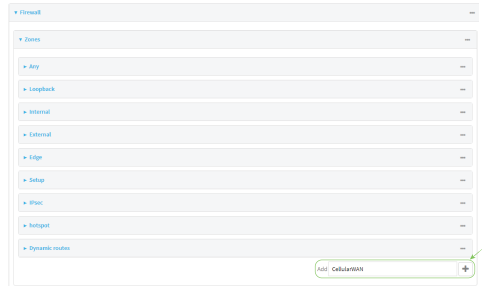 Firewall
Zones
Any
Loopback
Internal
External
Edge
Setup
IPsec
hotspot
Dynamic routes
Add CellularWAN